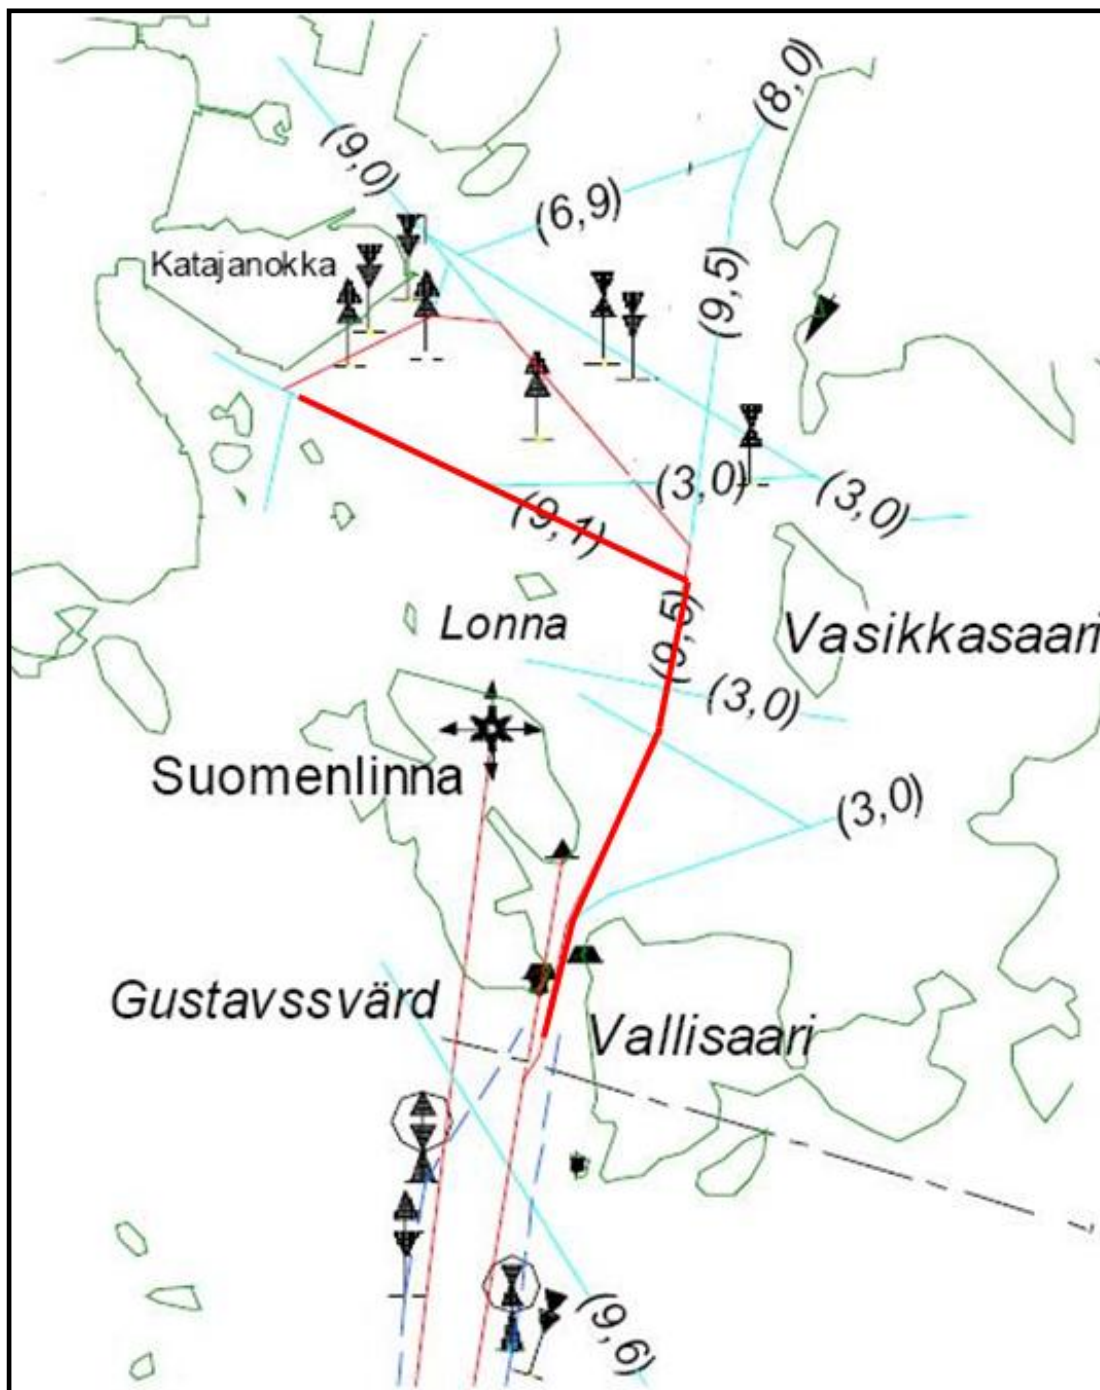 (8,0)
(9,0)
(6,9)
Katajanokka
(9,5)
(3,0)
(3,0)
(9,1)
(9,5)
Lonna
Vasikkasaari
(3,0)
Suomenlinna
(3,0)
Gustavssvärd
Vallisaari
(9,6)